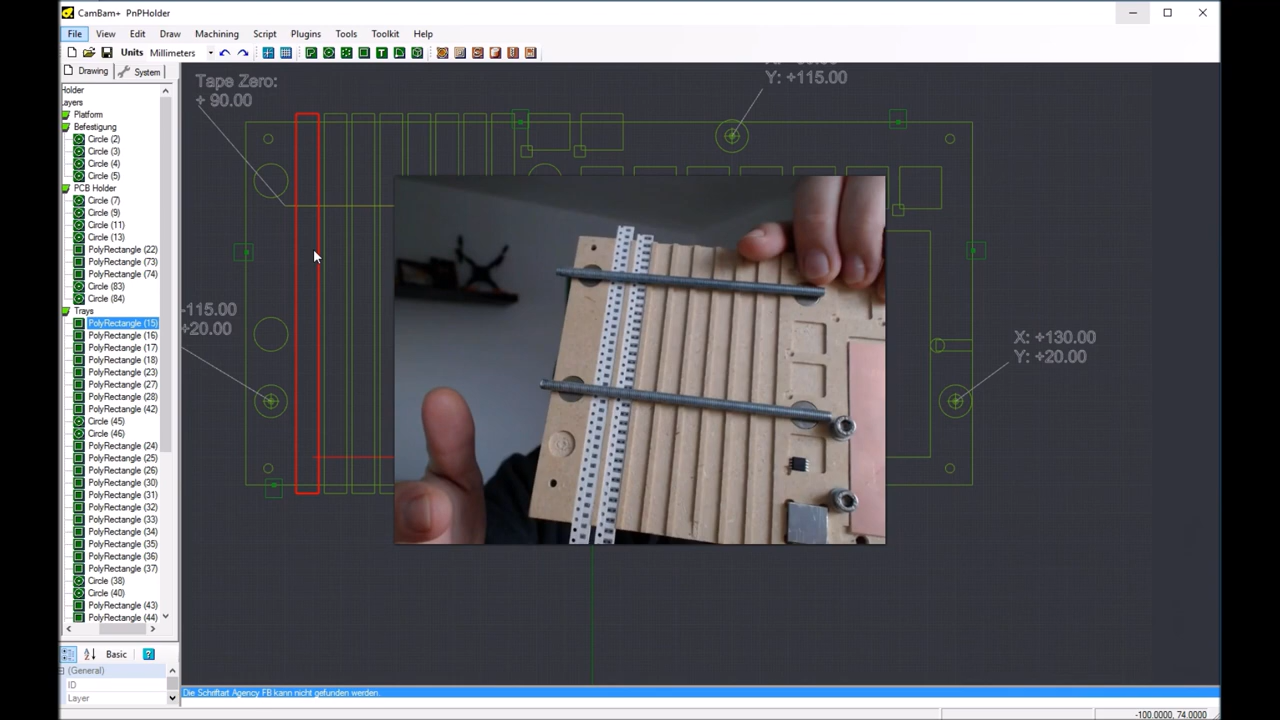 CamBam+ PnPHolder
File View Edit Draw Machining Script Plugins Tools Toolkit Help
Units Millimeters
Drawing System
Holder
ayers
Platform
Befestigung
Circle (2)
Circle (3)
Circle (4)
Circle (5)
PCB Holder
Circle (7)
Circle (9)
Circle (11)
Circle (13)
PolyRectangle (22)
PolyRectangle (73)
PolyRectangle (74)
Circle (83)
Circle (84)
Trays
PolyRectangle (15)
PolyRectangle (16)
PolyRectangle (17)
PolyRectangle (18)
PolyRectangle (23)
PolyRectangle (27)
PolyRectangle (28)
PolyRectangle (42)
Circle (45)
Circle (46)
PolyRectangle (24)
PolyRectangle (25)
PolyRectangle (26)
PolyRectangle (30)
PolyRectangle (31)
PolyRectangle (32)
PolyRectangle (33)
PolyRectangle (34)
PolyRectangle (35)
PolyRectangle (36)
PolyRectangle (37)
Circle (38)
Circle (40)
PolyRectangle (43)
PolyRectangle (44)
Basic
(General)
ID
Layer
Tape Zero:
+ 90.00
Y: +115.00
-115.00
+20.00
X: +130.00
Y: +20.00
Die Schriftart Agency FB kann nicht gefunden werden.
-100.0000, 74.0000